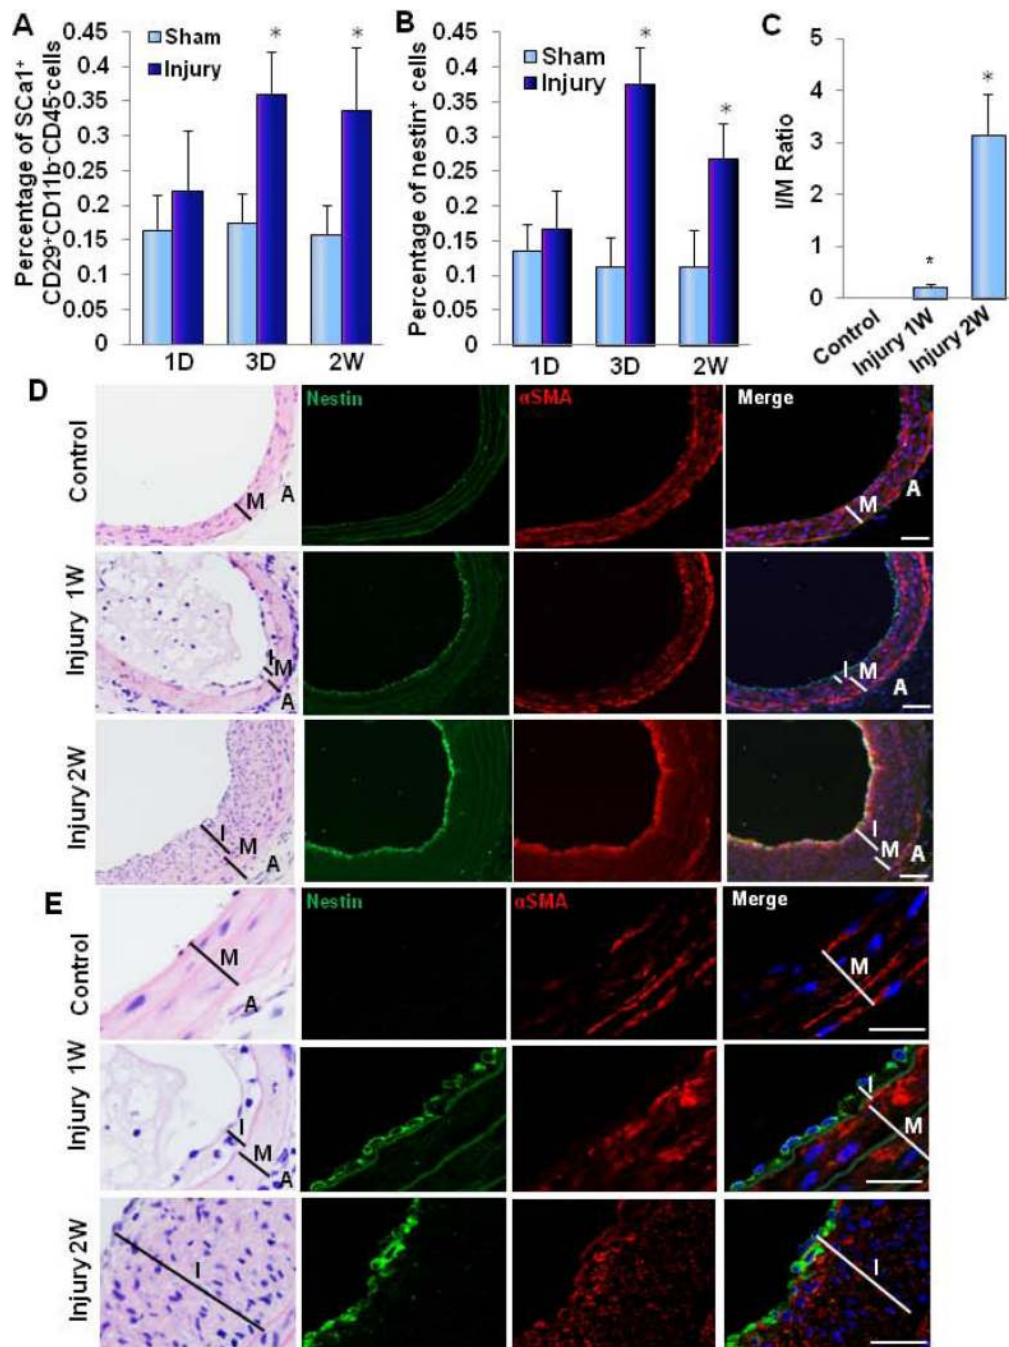 A
Percentage of SCa1+
CD29+CD11b-CD45-cells
0.45
0.4
0.35
0.3
0.25
0.2
0.15
0.1
0.05
0
Sham
Injury
*
*
1D 3D 2W
B
Percentage of nestin+ cells
0.45
0.4
0.35
0.3
0.25
0.2
0.15
0.1
0.05
0
Sham
Injury
*
*
1D 3D 2W
C
I/M Ratio
5
4
3
2
1
0
*
*
Control
Injury 1W
Injury 2W
D
Nestin αSMA Merge
Control
M A M A
Injury 1W
I M A I M A
Injury 2W
I M A I M A
E
Nestin αSMA Merge
Control
M A M
Injury 1W
I M A I M
Injury 2W
I I